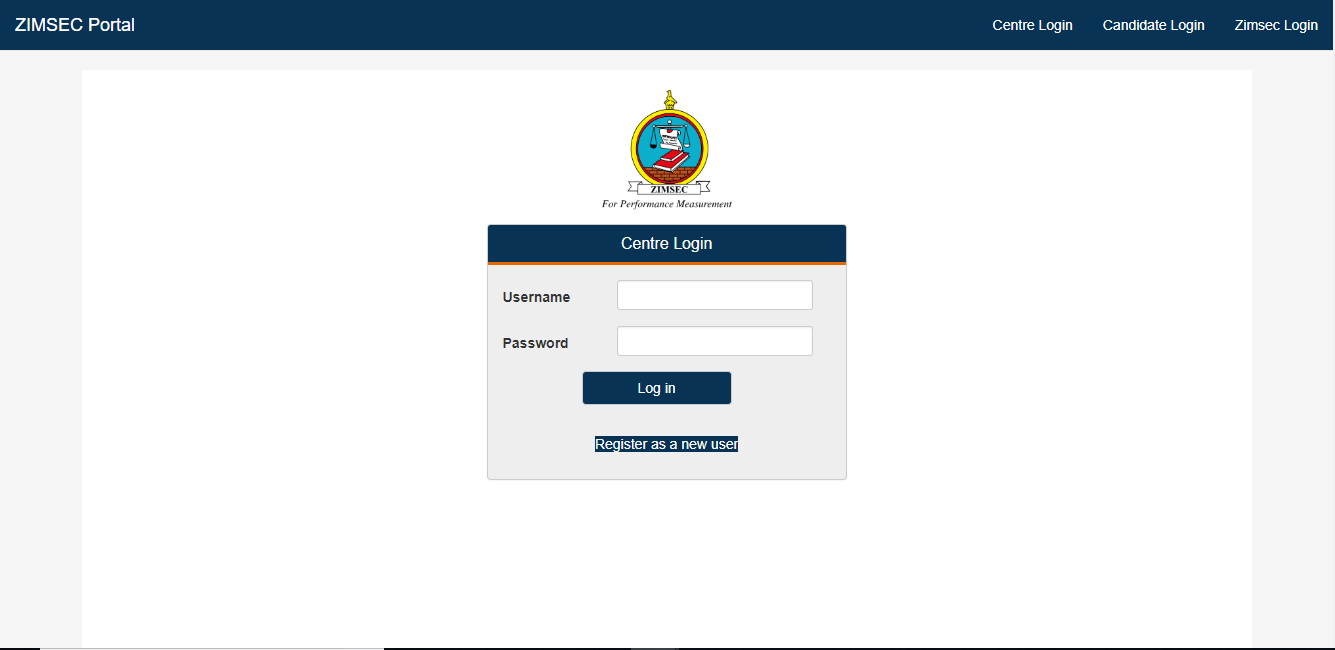 ZIMSEC Portal
Centre Login
Candidate Login
Zimsec Login
ZIMSEC
For Performance Measurement
Centre Login
Username
Password
Log in
Register as a new user